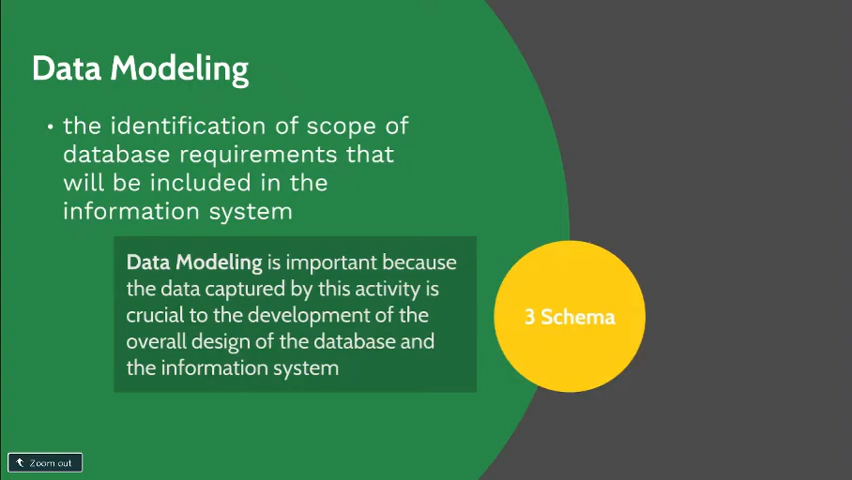 Data Modeling
• the identification of scope of
database requirements that
will be included in the
information system
Data Modeling is important because
the data captured by this activity is
crucial to the development of the
overall design of the database and
the information system
3 Schema
Zoom out